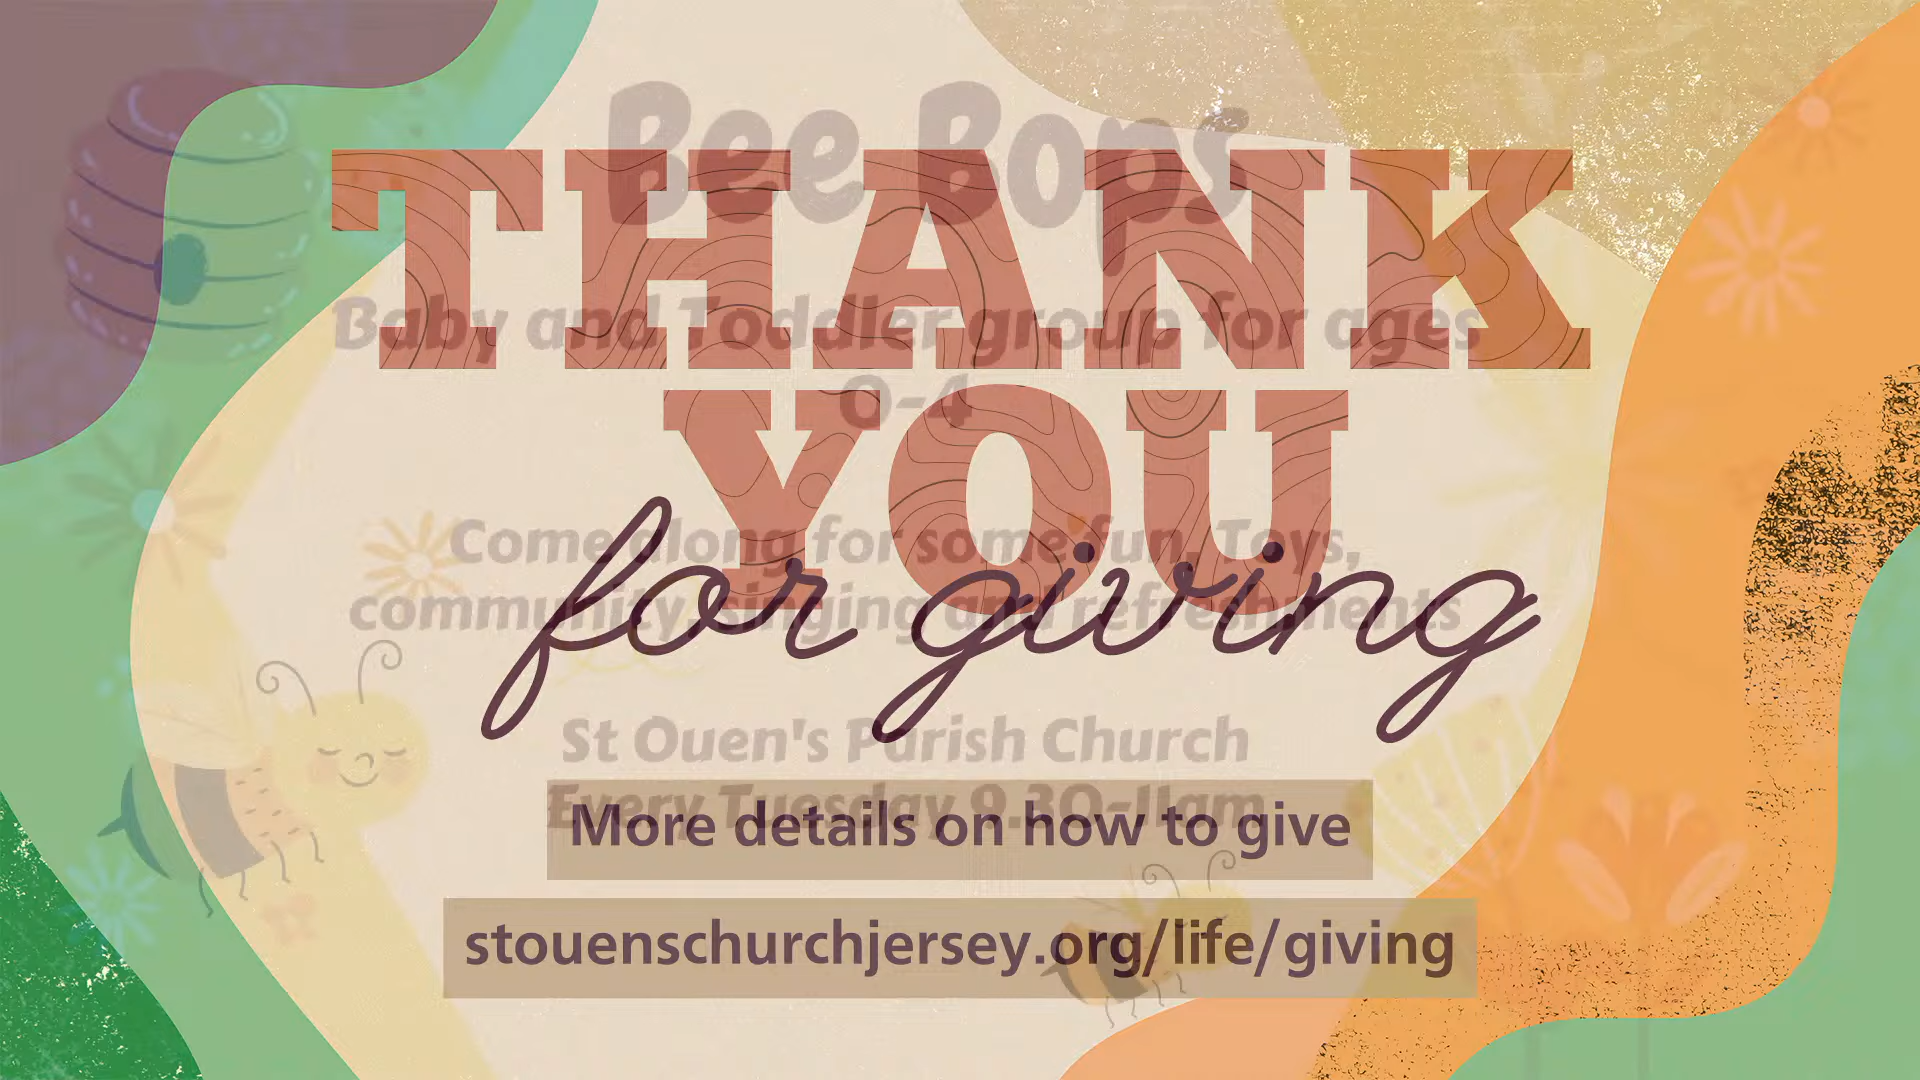 Bee Bops
THANK
Baby and Toddler group for ages
0-4
YOU
Come along for some fun, Toys,
community, singing and refreshments
for giving
St Ouen's Parish Church
Every Tuesday 9.30-11am
More details on how to give
stouenschurchjersey.org/life/giving